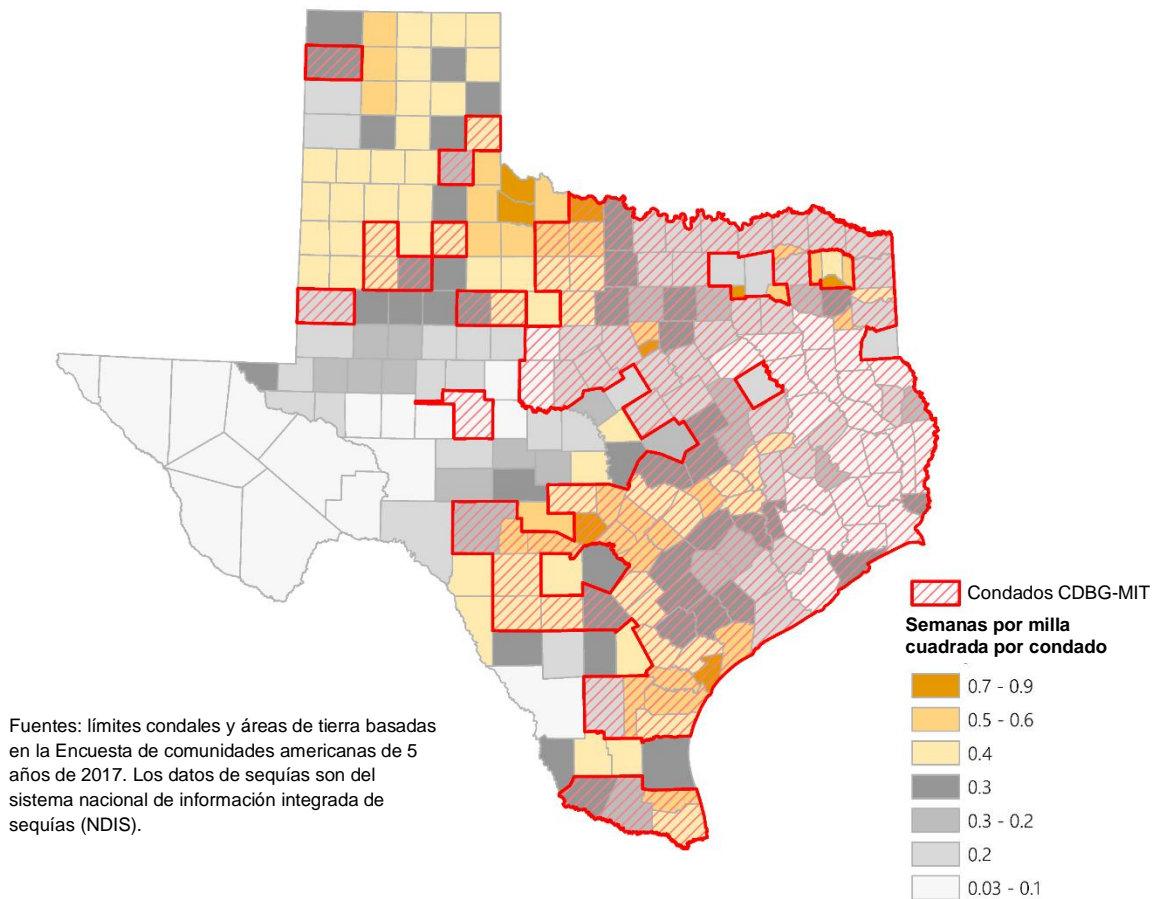 Condados CDBG-MIT
Semanas por milla
cuadrada por condado
0.7 - 0.9
0.5 - 0.6
0.4
0.3
0.3 - 0.2
0.2
0.03 - 0.1
Fuentes: límites condales y áreas de tierra basadas
en la Encuesta de comunidades americanas de 5
años de 2017. Los datos de sequías son del
sistema nacional de información integrada de
sequías (NDIS).